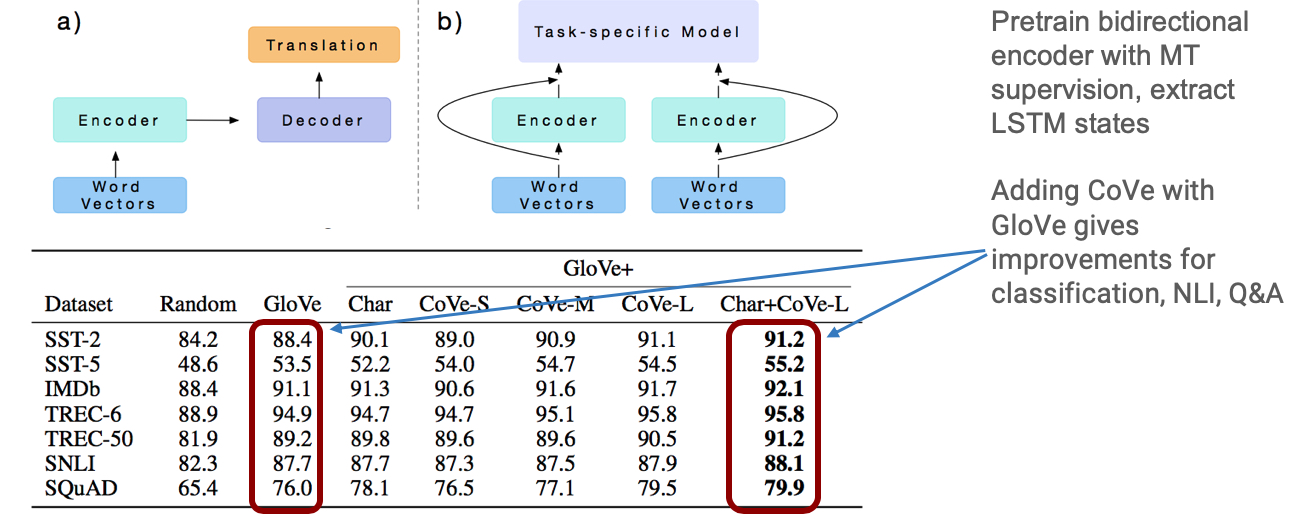 a)
Translation
Encoder
Decoder
Word
Vectors
b)
Task-specific Model
Encoder
Encoder
Word
Vectors
Word
Vectors
Pretrain bidirectional
encoder with MT
supervision, extract
LSTM states
Adding CoVe with
GloVe gives
improvements for
classification, NLI, Q&A
GloVe+
Dataset Random GloVe Char CoVe-S CoVe-M CoVe-L Char+CoVe-L
SST-2 84.2 88.4 90.1 89.0 90.9 91.1 91.2
SST-5 48.6 53.5 52.2 54.0 54.7 54.5 55.2
IMDb 88.4 91.1 91.3 90.6 91.6 91.7 92.1
TREC-6 88.9 94.9 94.7 94.7 95.1 95.8 95.8
TREC-50 81.9 89.2 89.8 89.6 89.6 90.5 91.2
SNLI 82.3 87.7 87.7 87.3 87.5 87.9 88.1
SQuAD 65.4 76.0 78.1 76.5 77.1 79.5 79.9